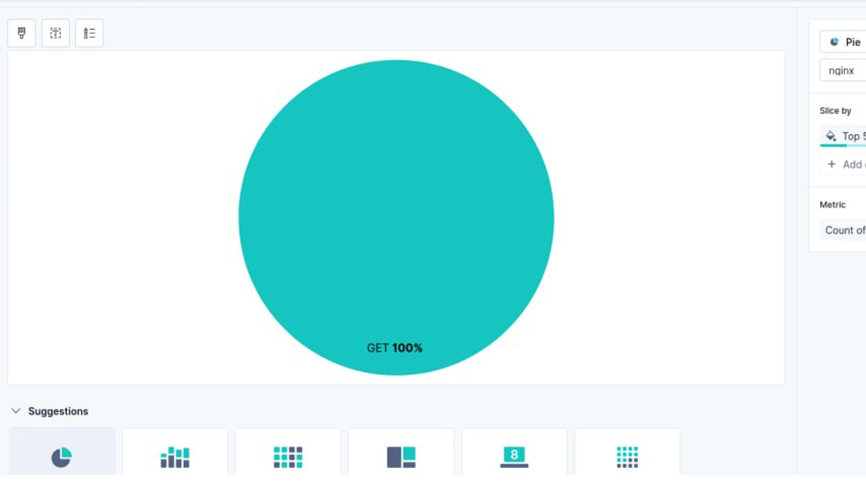 Pie
nginx
Slice by
Top 5
+ Add
Metric
Count of
GET 100%
Suggestions
8